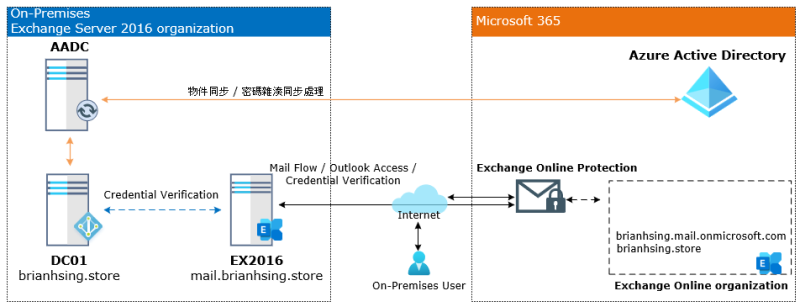 On-Premises
Exchange Server 2016 organization
Microsoft 365
AADC
Azure Active Directory
物件同步 / 密碼雜湊同步處理
Mail Flow / Outlook Access /
Credential Verification
Exchange Online Protection
Credential Verification
Internet
brianhsing.mail.onmicrosoft.com
brianhsing.store
DC01
brianhsing.store
EX2016
mail.brianhsing.store
On-Premises User
Exchange Online organization